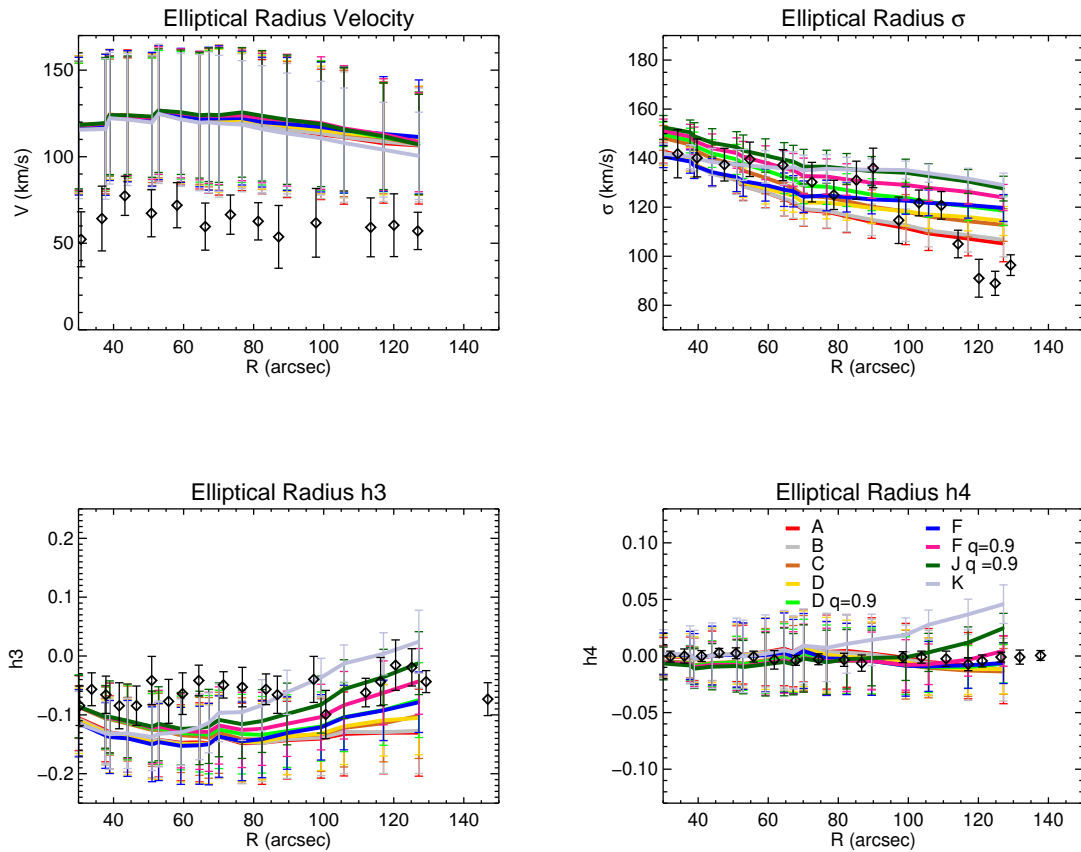 Elliptical Radius Velocity
V (km/s)
150
100
50
0
40 60 80 100 120 140
R (arcsec)
Elliptical Radius σ
σ (km/s)
180
160
140
120
100
80
40 60 80 100 120 140
R (arcsec)
Elliptical Radius h3
h3
0.2
0.1
0.0
−0.1
−0.2
40 60 80 100 120 140
R (arcsec)
Elliptical Radius h4
h4
0.10
0.05
0.00
−0.05
−0.10
A
B
C
D
D q=0.9
F
F q=0.9
J q =0.9
K
40 60 80 100 120 140
R (arcsec)